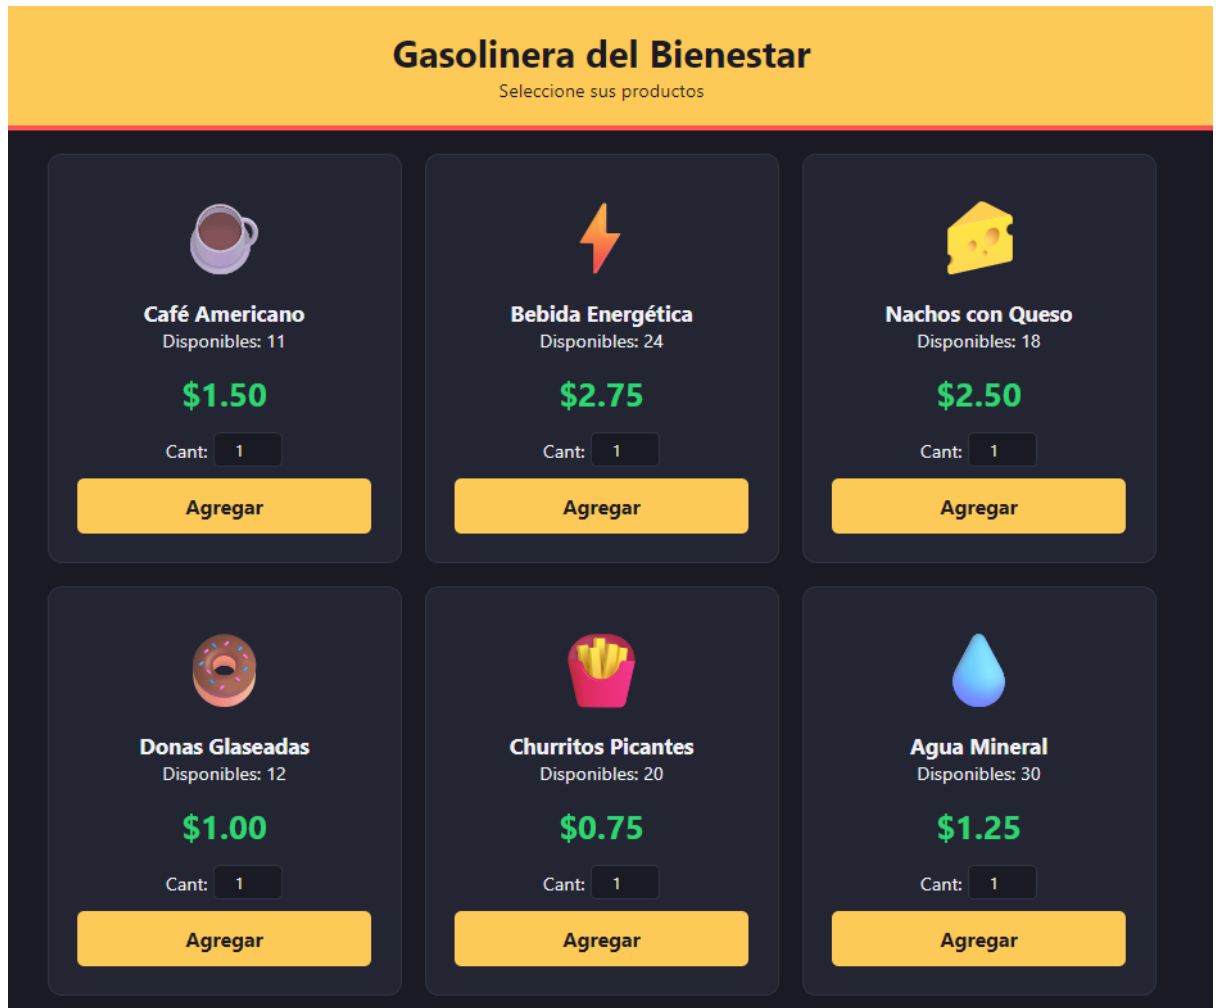 Gasolinera del Bienestar
Seleccione sus productos
Café Americano
Disponibles: 11
$1.50
Cant: 1
Agregar
Bebida Energética
Disponibles: 24
$2.75
Cant: 1
Agregar
Nachos con Queso
Disponibles: 18
$2.50
Cant: 1
Agregar
Donas Glaseadas
Disponibles: 12
$1.00
Cant: 1
Agregar
Churritos Picantes
Disponibles: 20
$0.75
Cant: 1
Agregar
Agua Mineral
Disponibles: 30
$1.25
Cant: 1
Agregar